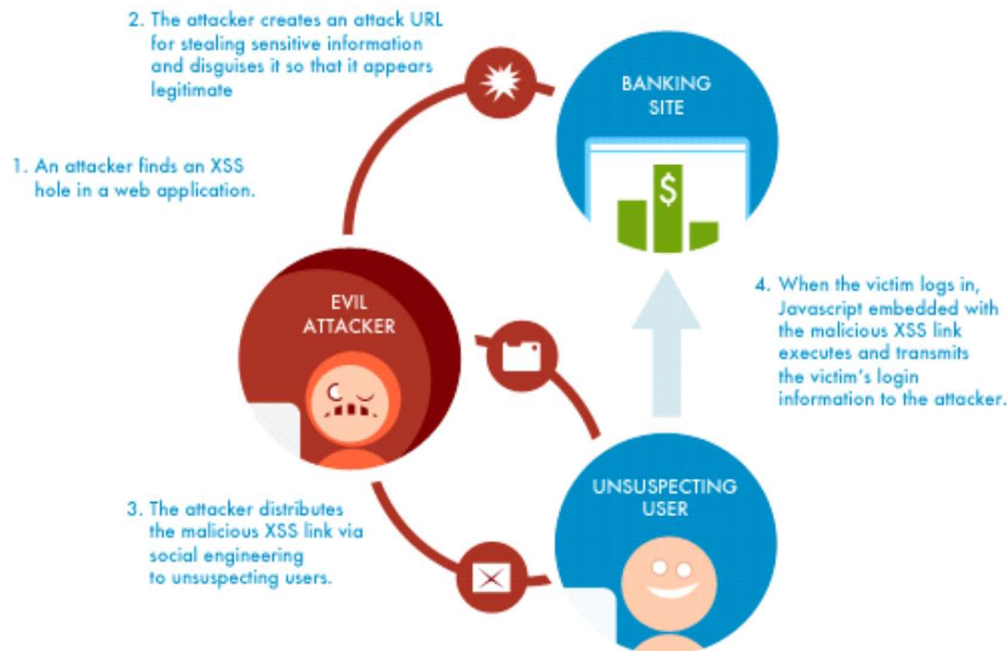 2. The attacker creates an attack URL
for stealing sensitive information
and disguises it so that it appears
legitimate
BANKING
SITE
$
1. An attacker finds an XSS
hole in a web application.
EVIL
ATTACKER
4. When the victim logs in,
Javascript embedded with
the malicious XSS link
executes and transmits
the victim's login
information to the attacker.
3. The attacker distributes
the malicious XSS link via
social engineering
to unsuspecting users.
UNSUSPECTING
USER